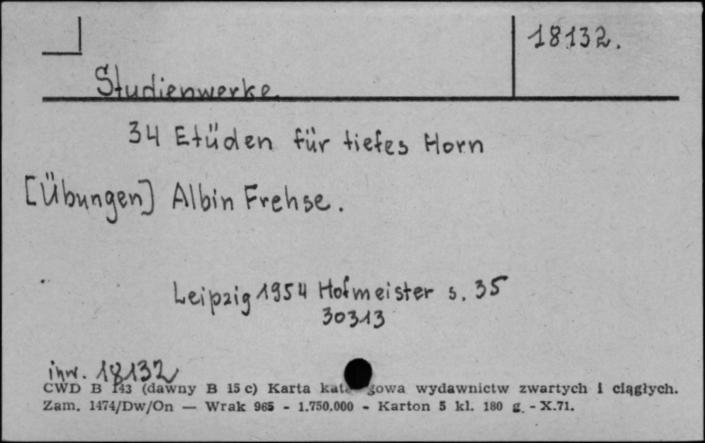 18132.
Studienwerke.
34 Etüden für tiefes Horn
[Übungen] Albin Frehse.
Leipzig 1954 Hofmeister s. 35
30313
inw. 18132
CWD B 143 (dawny B 15 c) Karta katalogowa wydawnictw zwartych i ciągłych.
Zam. 1474/Dw/On — Wrak 965 - 1.750.000 - Karton 5 kl. 180 g. - X.71.